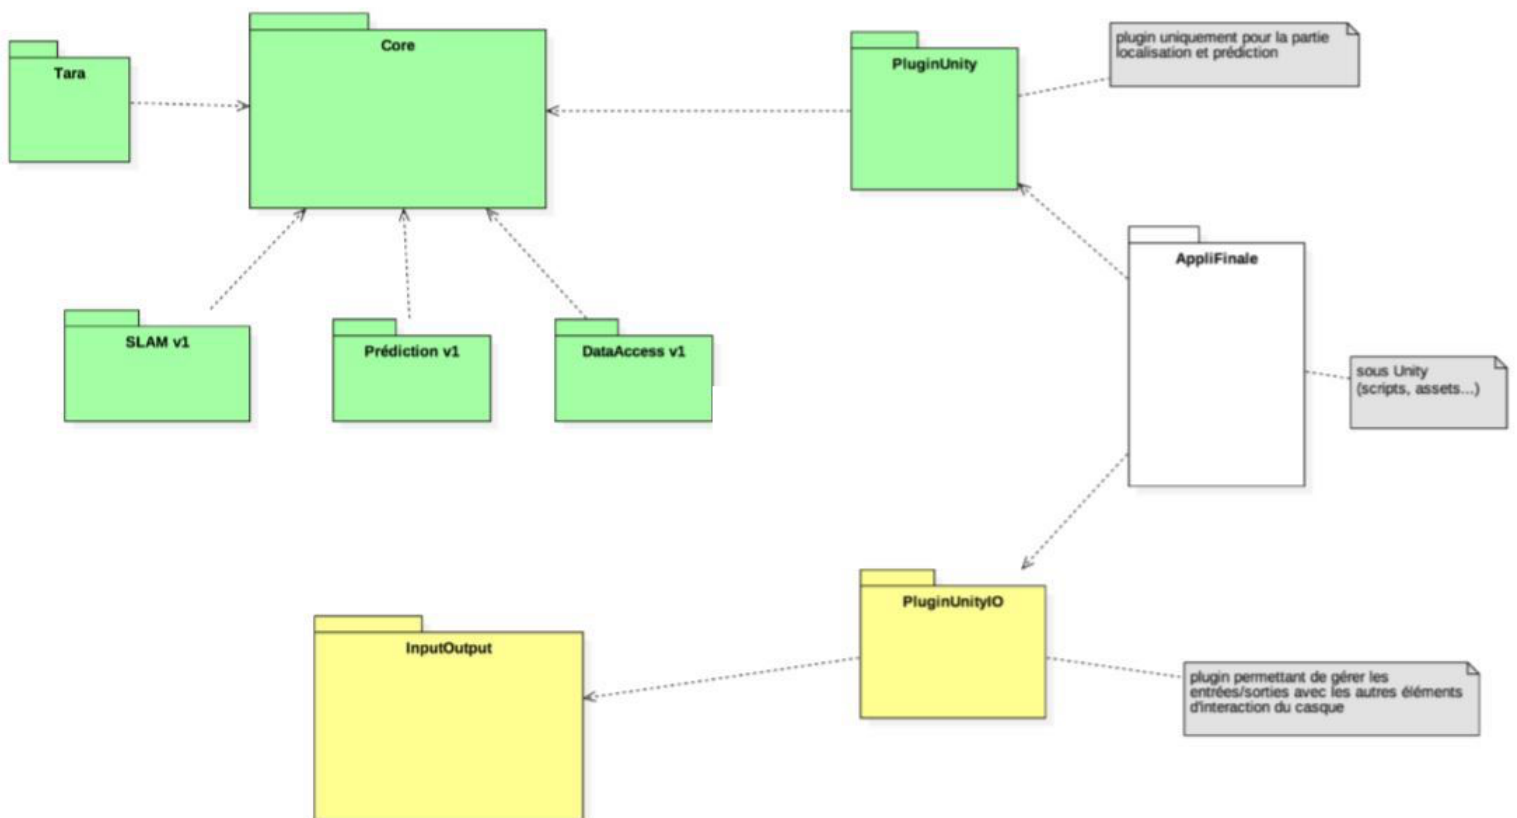 Core
Tara
PluginUnity
plugin uniquement pour la partie
localisation et prédiction
AppliFinale
SLAM v1
Prédiction v1
DataAccess v1
sous Unity
(scripts, assets...)
PluginUnityIO
InputOutput
plugin permettant de gérer les
entrées/sorties avec les autres éléments
d'interaction du casque